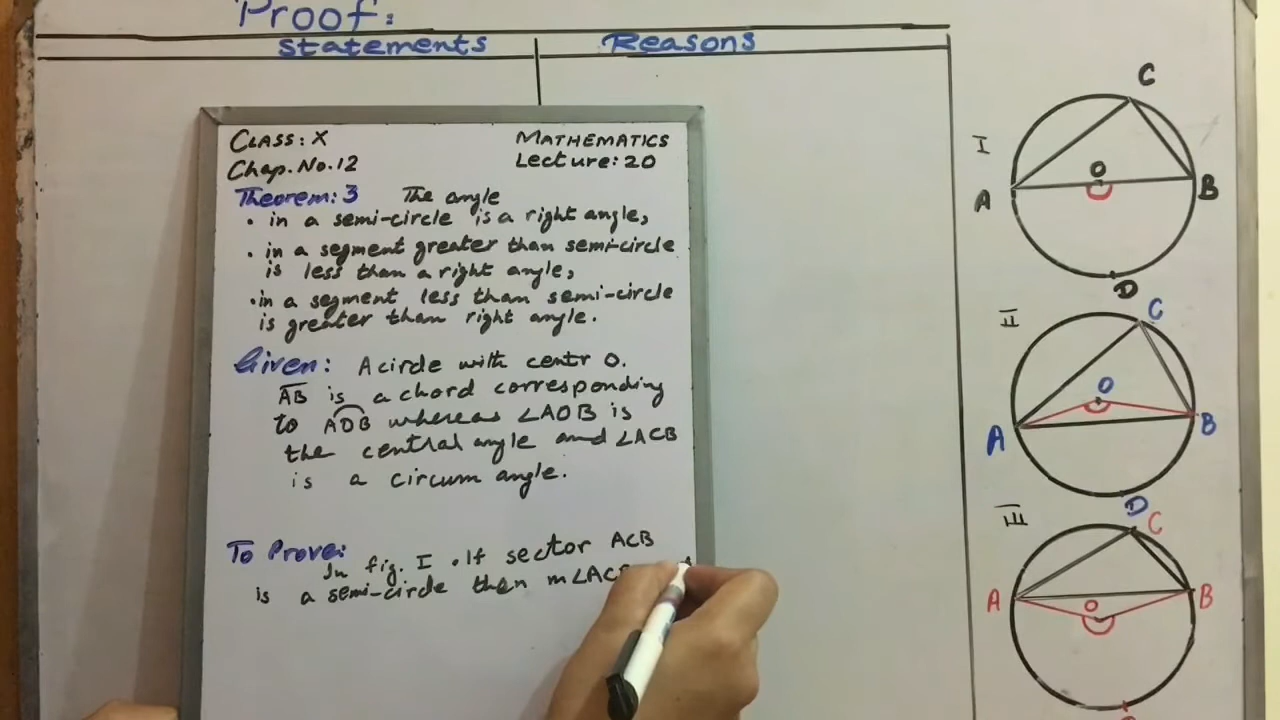 Proof:
Statements
Reasons
CLASS: X
MATHEMATICS
Chap. No. 12
Lecture: 20
Theorem: 3 The angle
• in a semi-circle is a right angle,
• in a segment greater than semi-circle
is less than a right angle,
• in a segment less than semi-circle
is greater than right angle.
Given: A circle with centr O.
AB is a chord corresponding
to ADB whereas ∠AOB is
the central angle and ∠ACB
is a circum angle.
To Prove:
In fig. I • If sector ACB
is a semi-circle then m∠AC
I
C
O
A
B
D
II
C
O
A
B
D
III
C
A
O
B